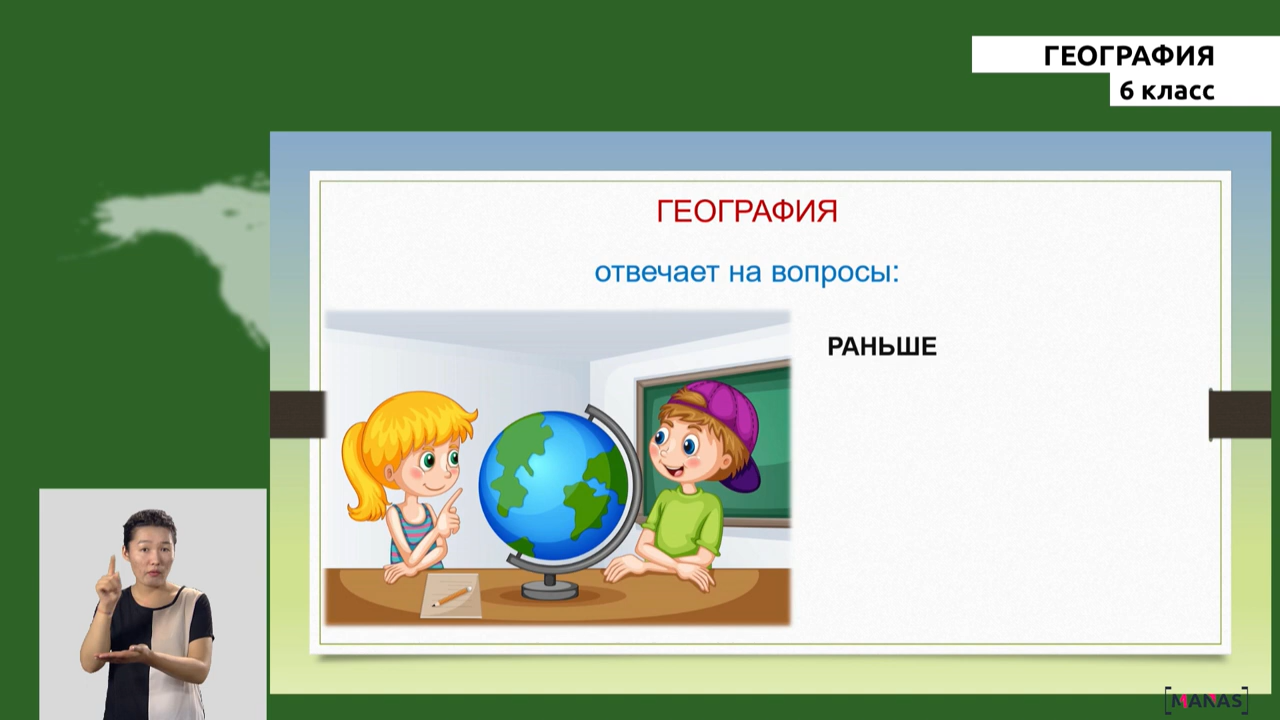 ГЕОГРАФИЯ
6 класс
ГЕОГРАФИЯ
отвечает на вопросы:
РАНЬШЕ
[MANAS]